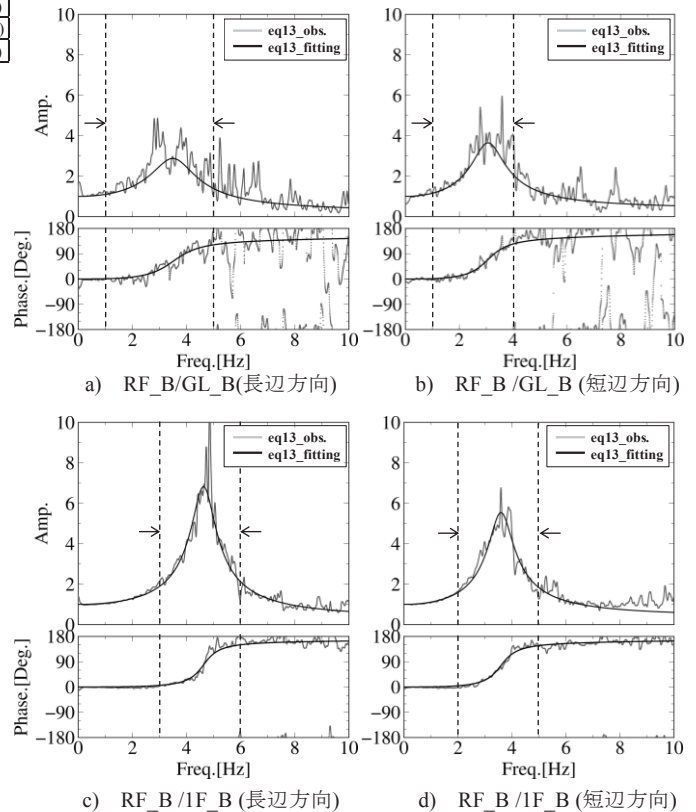 eq13_obs.
eq13_fitting
10
8
6
4
2
0
Amp.
180
90
0
−90
−180
Phase.[Deg.]
0 2 4 6 8 10
Freq.[Hz]
a) RF_B/GL_B(長辺方向)
eq13_obs.
eq13_fitting
10
8
6
4
2
0
180
90
0
−90
−180
0 2 4 6 8 10
Freq.[Hz]
b) RF_B /GL_B (短辺方向)
eq13_obs.
eq13_fitting
10
8
6
4
2
0
Amp.
180
90
0
−90
−180
Phase.[Deg.]
0 2 4 6 8 10
Freq.[Hz]
c) RF_B /1F_B (長辺方向)
eq13_obs.
eq13_fitting
10
8
6
4
2
0
180
90
0
−90
−180
0 2 4 6 8 10
Freq.[Hz]
d) RF_B /1F_B (短辺方向)